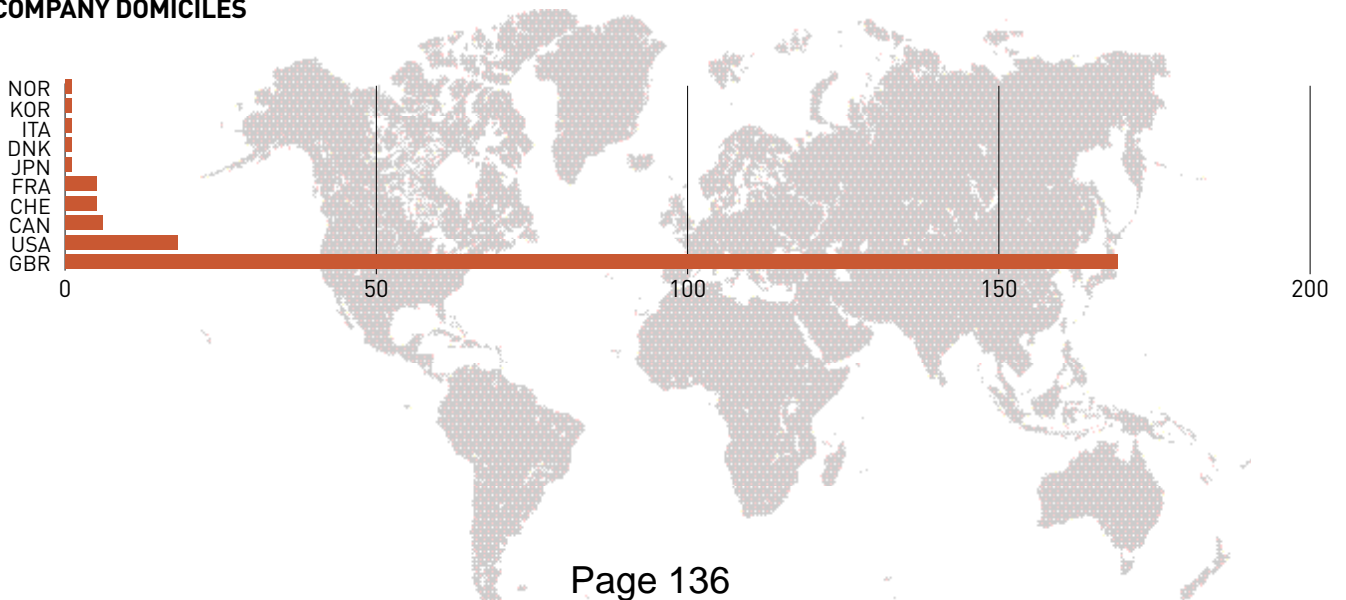 COMPANY DOMICILES
NOR
KOR
ITA
DNK
JPN
FRA
CHE
CAN
USA
GBR
0 50 100 150 200
Page 136